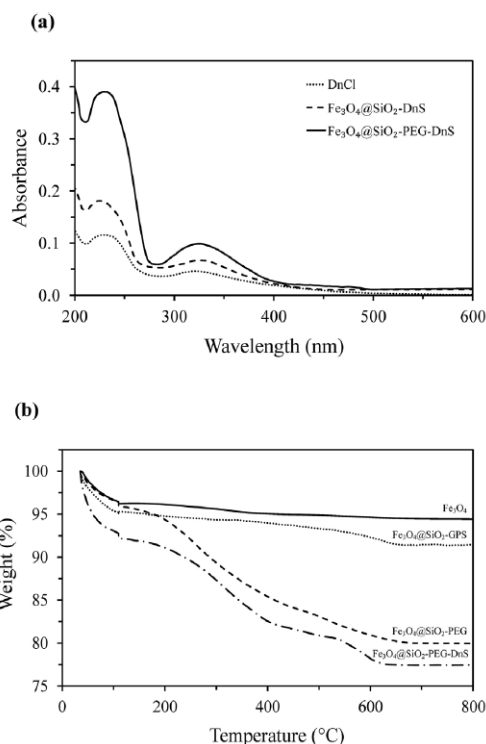 (a)
0.4
0.3
0.2
0.1
0.0
Absorbance
DnCl
Fe₃O₄@SiO₂-DnS
Fe₃O₄@SiO₂-PEG-DnS
200 300 400 500 600
Wavelength (nm)
(b)
100
95
90
85
80
75
Weight (%)
Fe₃O₄
Fe₃O₄@SiO₂-GPS
Fe₃O₄@SiO₂-PEG
Fe₃O₄@SiO₂-PEG-DnS
0 200 400 600 800
Temperature (°C)